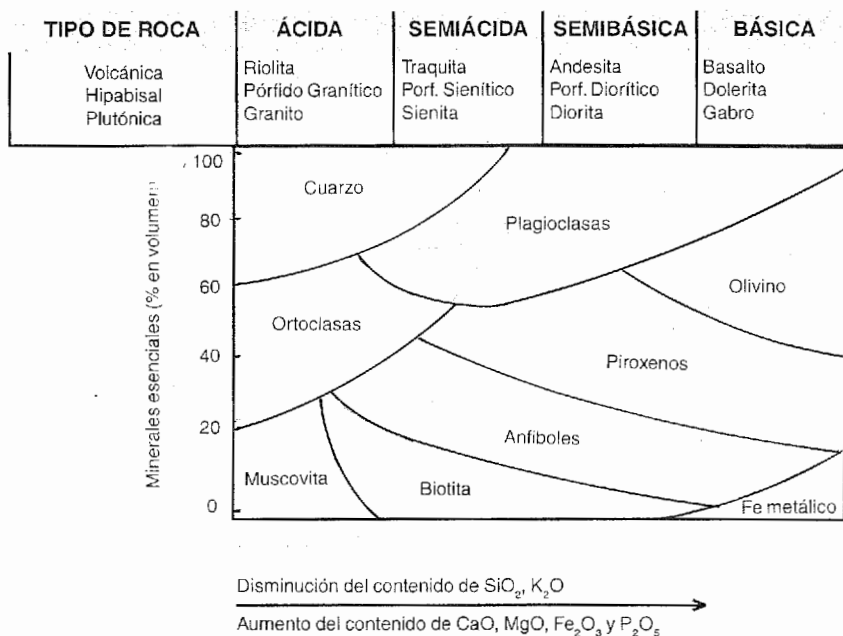 TIPO DE ROCA ÁCIDA SEMIÁCIDA SEMIBÁSICA BÁSICA
Volcánica Riolita Traquita Andesita Basalto
Hipabisal Pórfido Granítico Porf. Sienítico Porf. Diorítico Dolerita
Plutónica Granito Sienita Diorita Gabro
Minerales esenciales (% en volumen)
100
80
60
40
20
0
Cuarzo
Plagioclasas
Olivino
Ortoclasas
Piroxenos
Anfiboles
Muscovita
Biotita
Fe metálico
Disminución del contenido de SiO₂, K₂O
Aumento del contenido de CaO, MgO, Fe₂O₃ y P₂O₅